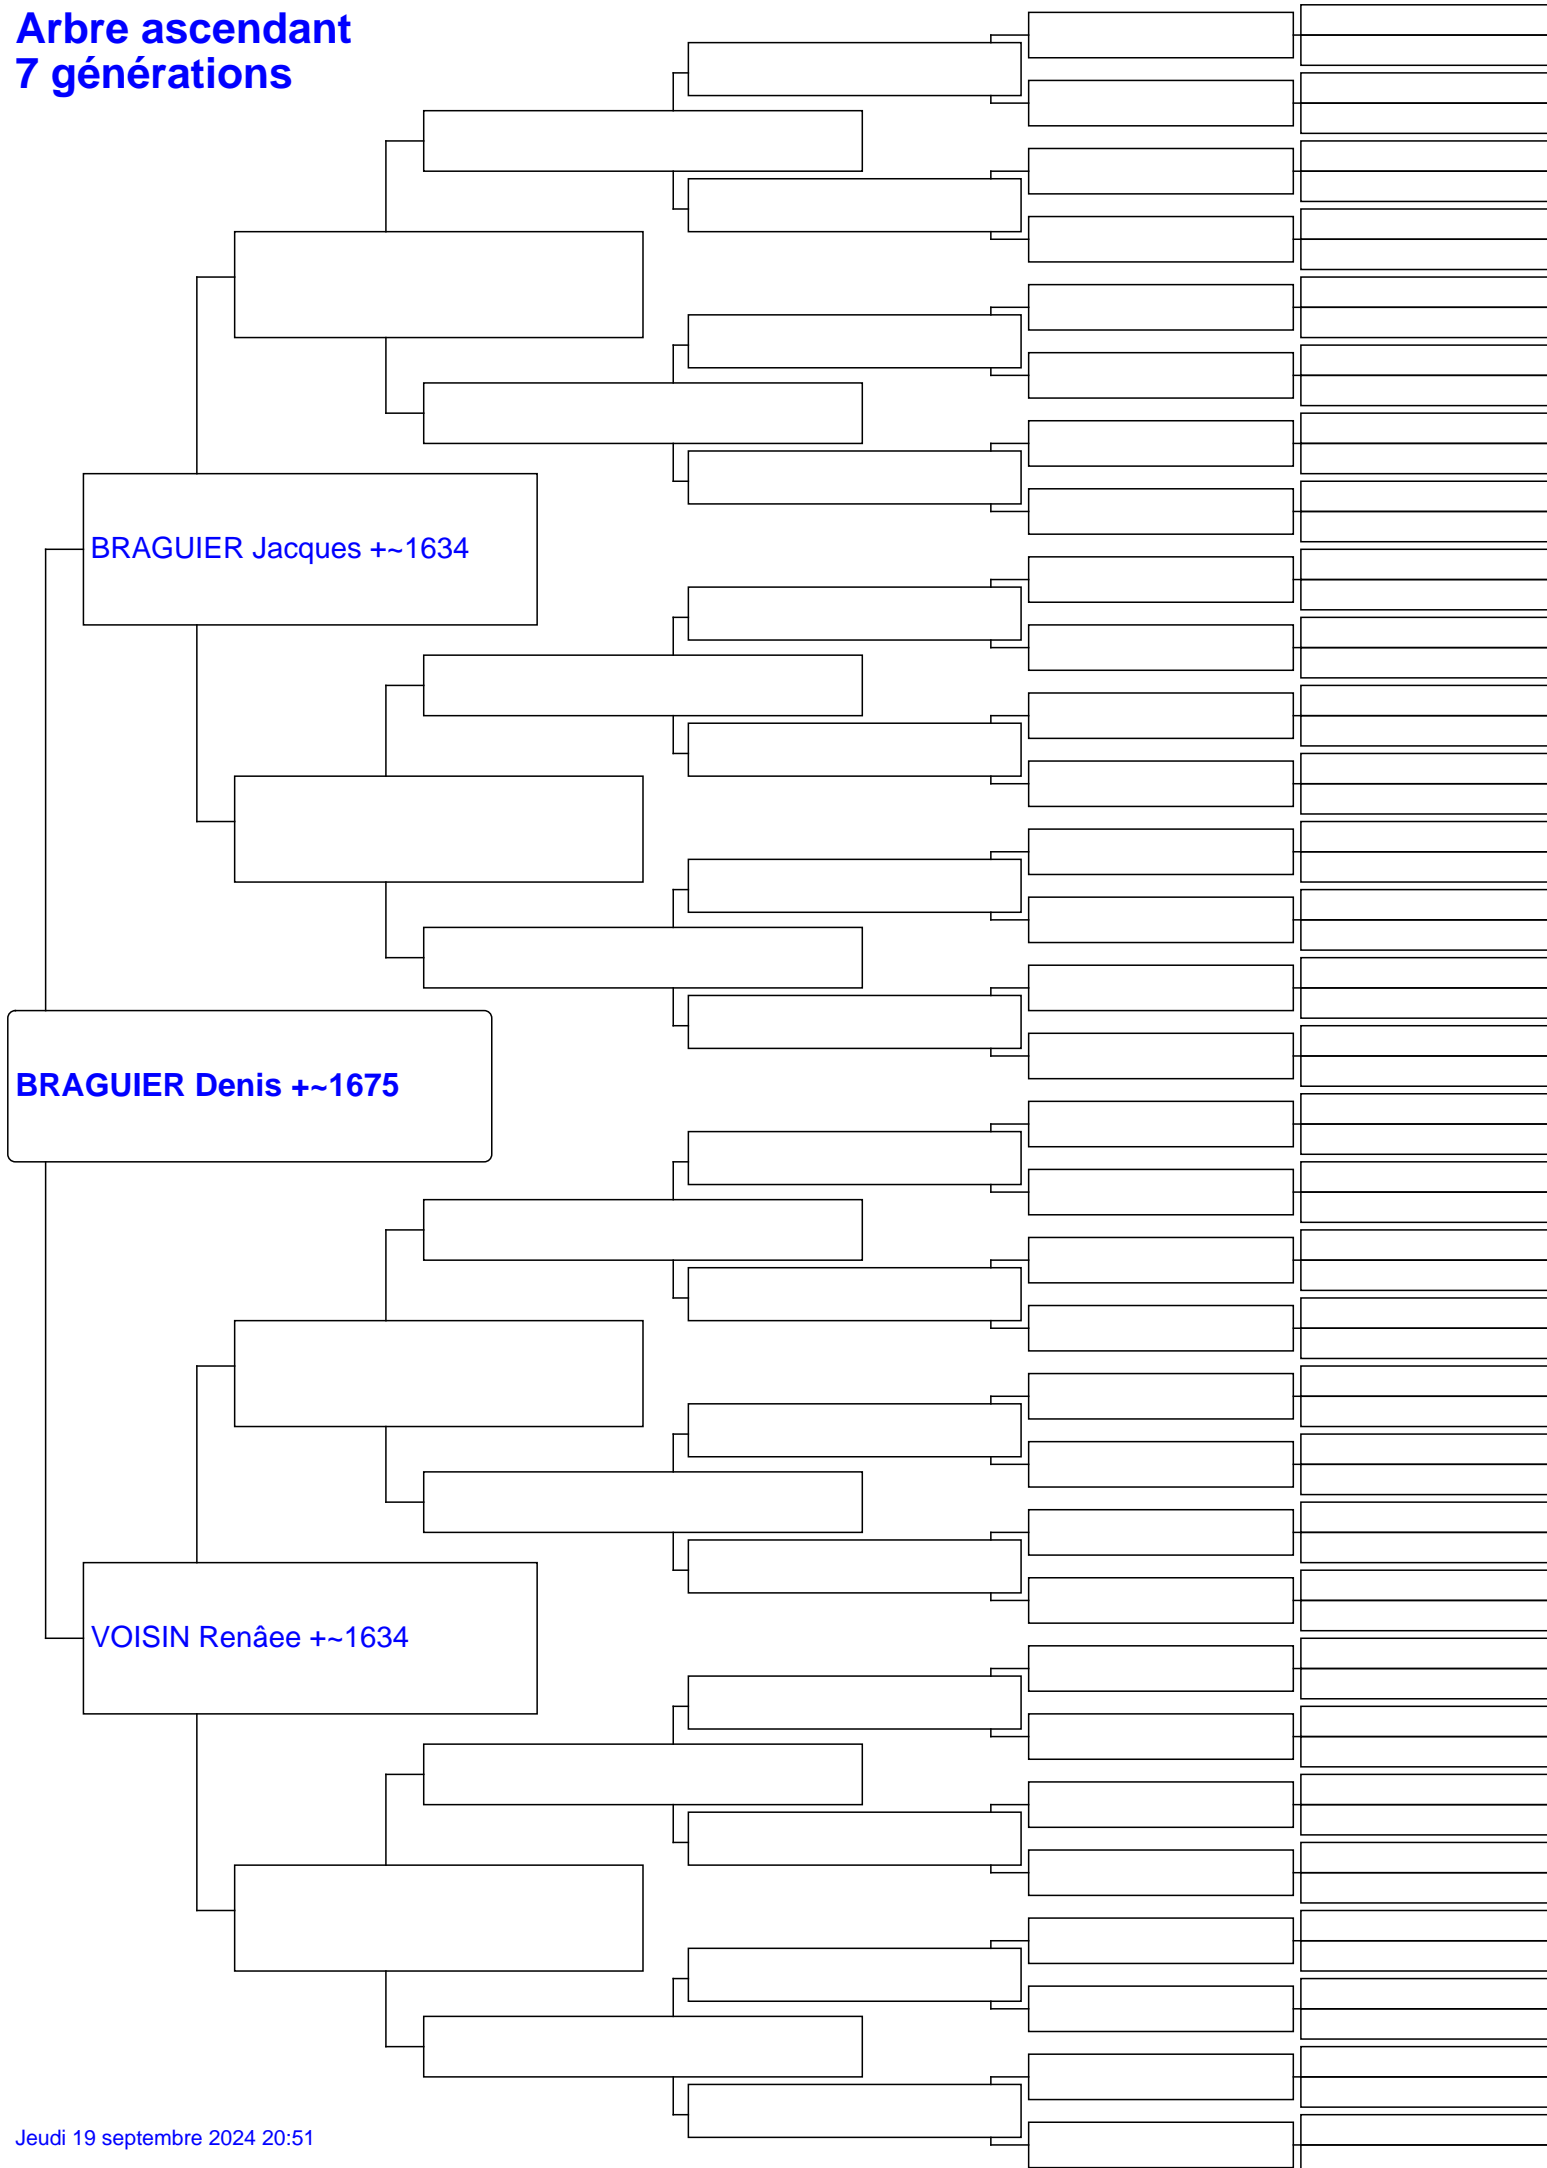 Arbre ascendant
7 générations
BRAGUIER Jacques +~1634
BRAGUIER Denis +~1675
VOISIN Renâee +~1634
Jeudi 19 septembre 2024 20:51